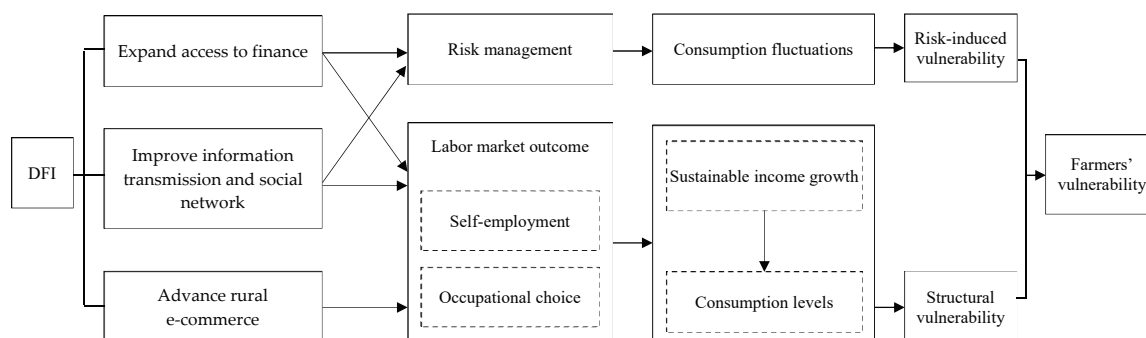 DFI
Expand access to finance
Improve information
transmission and social
network
Advance rural
e-commerce
Risk management
Labor market outcome
Self-employment
Occupational choice
Consumption fluctuations
Sustainable income growth
Consumption levels
Risk-induced
vulnerability
Structural
vulnerability
Farmers’
vulnerability